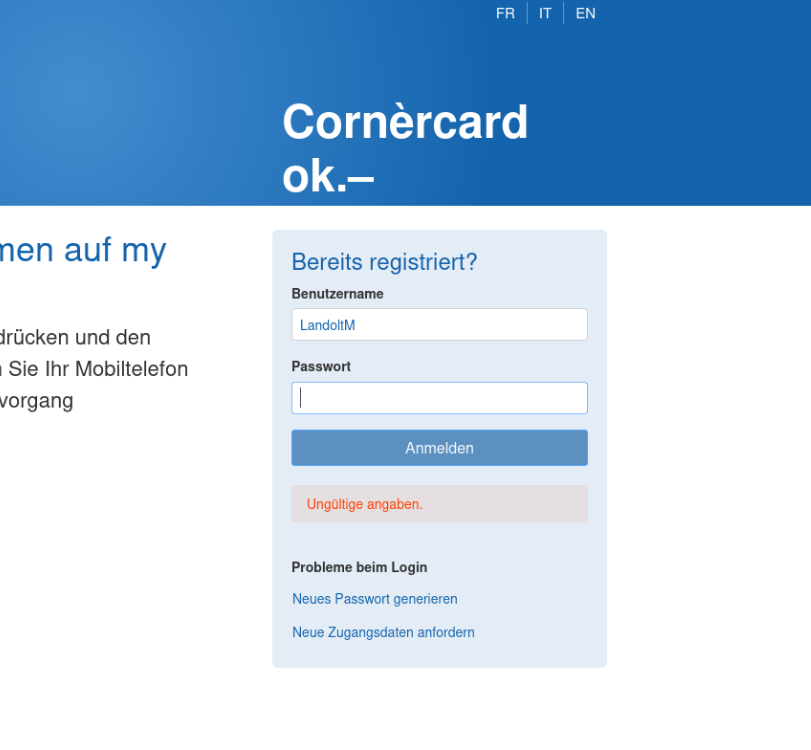 FR IT EN
Cornèrcard
ok.–
men auf my
drücken und den
Sie Ihr Mobiltelefon
vorgang
Bereits registriert?
Benutzername
LandoltM
Passwort
Anmelden
Ungültige angaben.
Probleme beim Login
Neues Passwort generieren
Neue Zugangsdaten anfordern